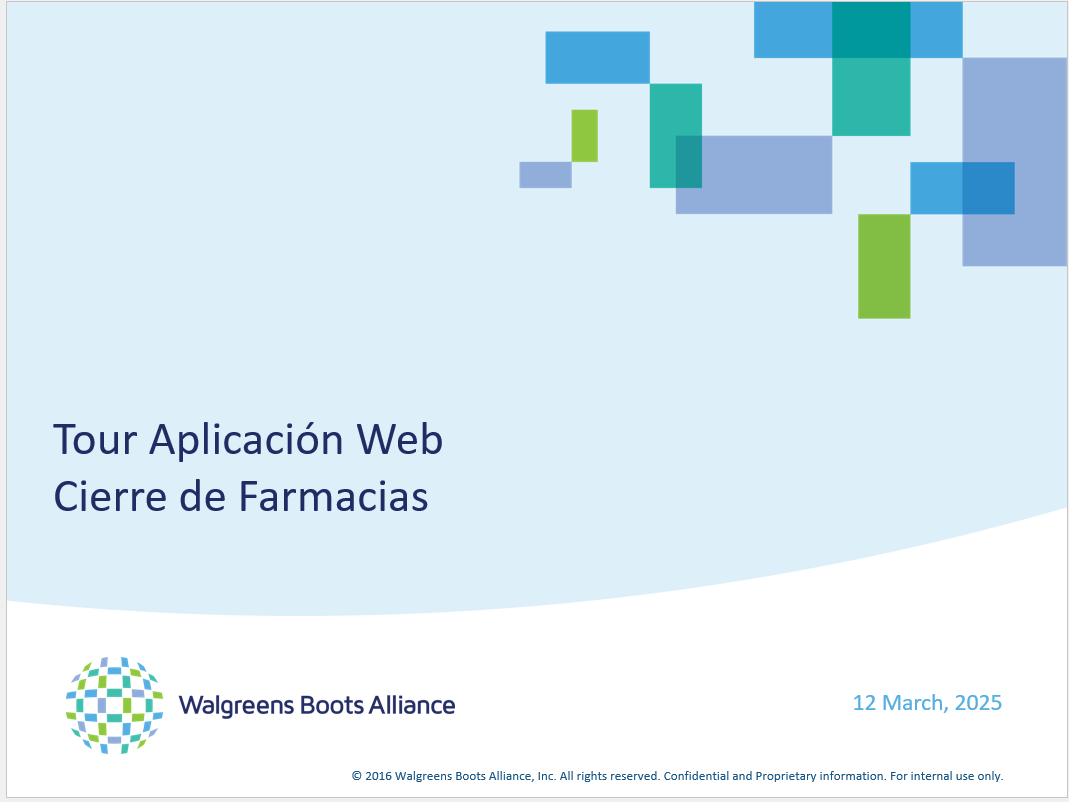 Tour Aplicación Web
Cierre de Farmacias
Walgreens Boots Alliance
12 March, 2025
© 2016 Walgreens Boots Alliance, Inc. All rights reserved. Confidential and Proprietary information. For internal use only.